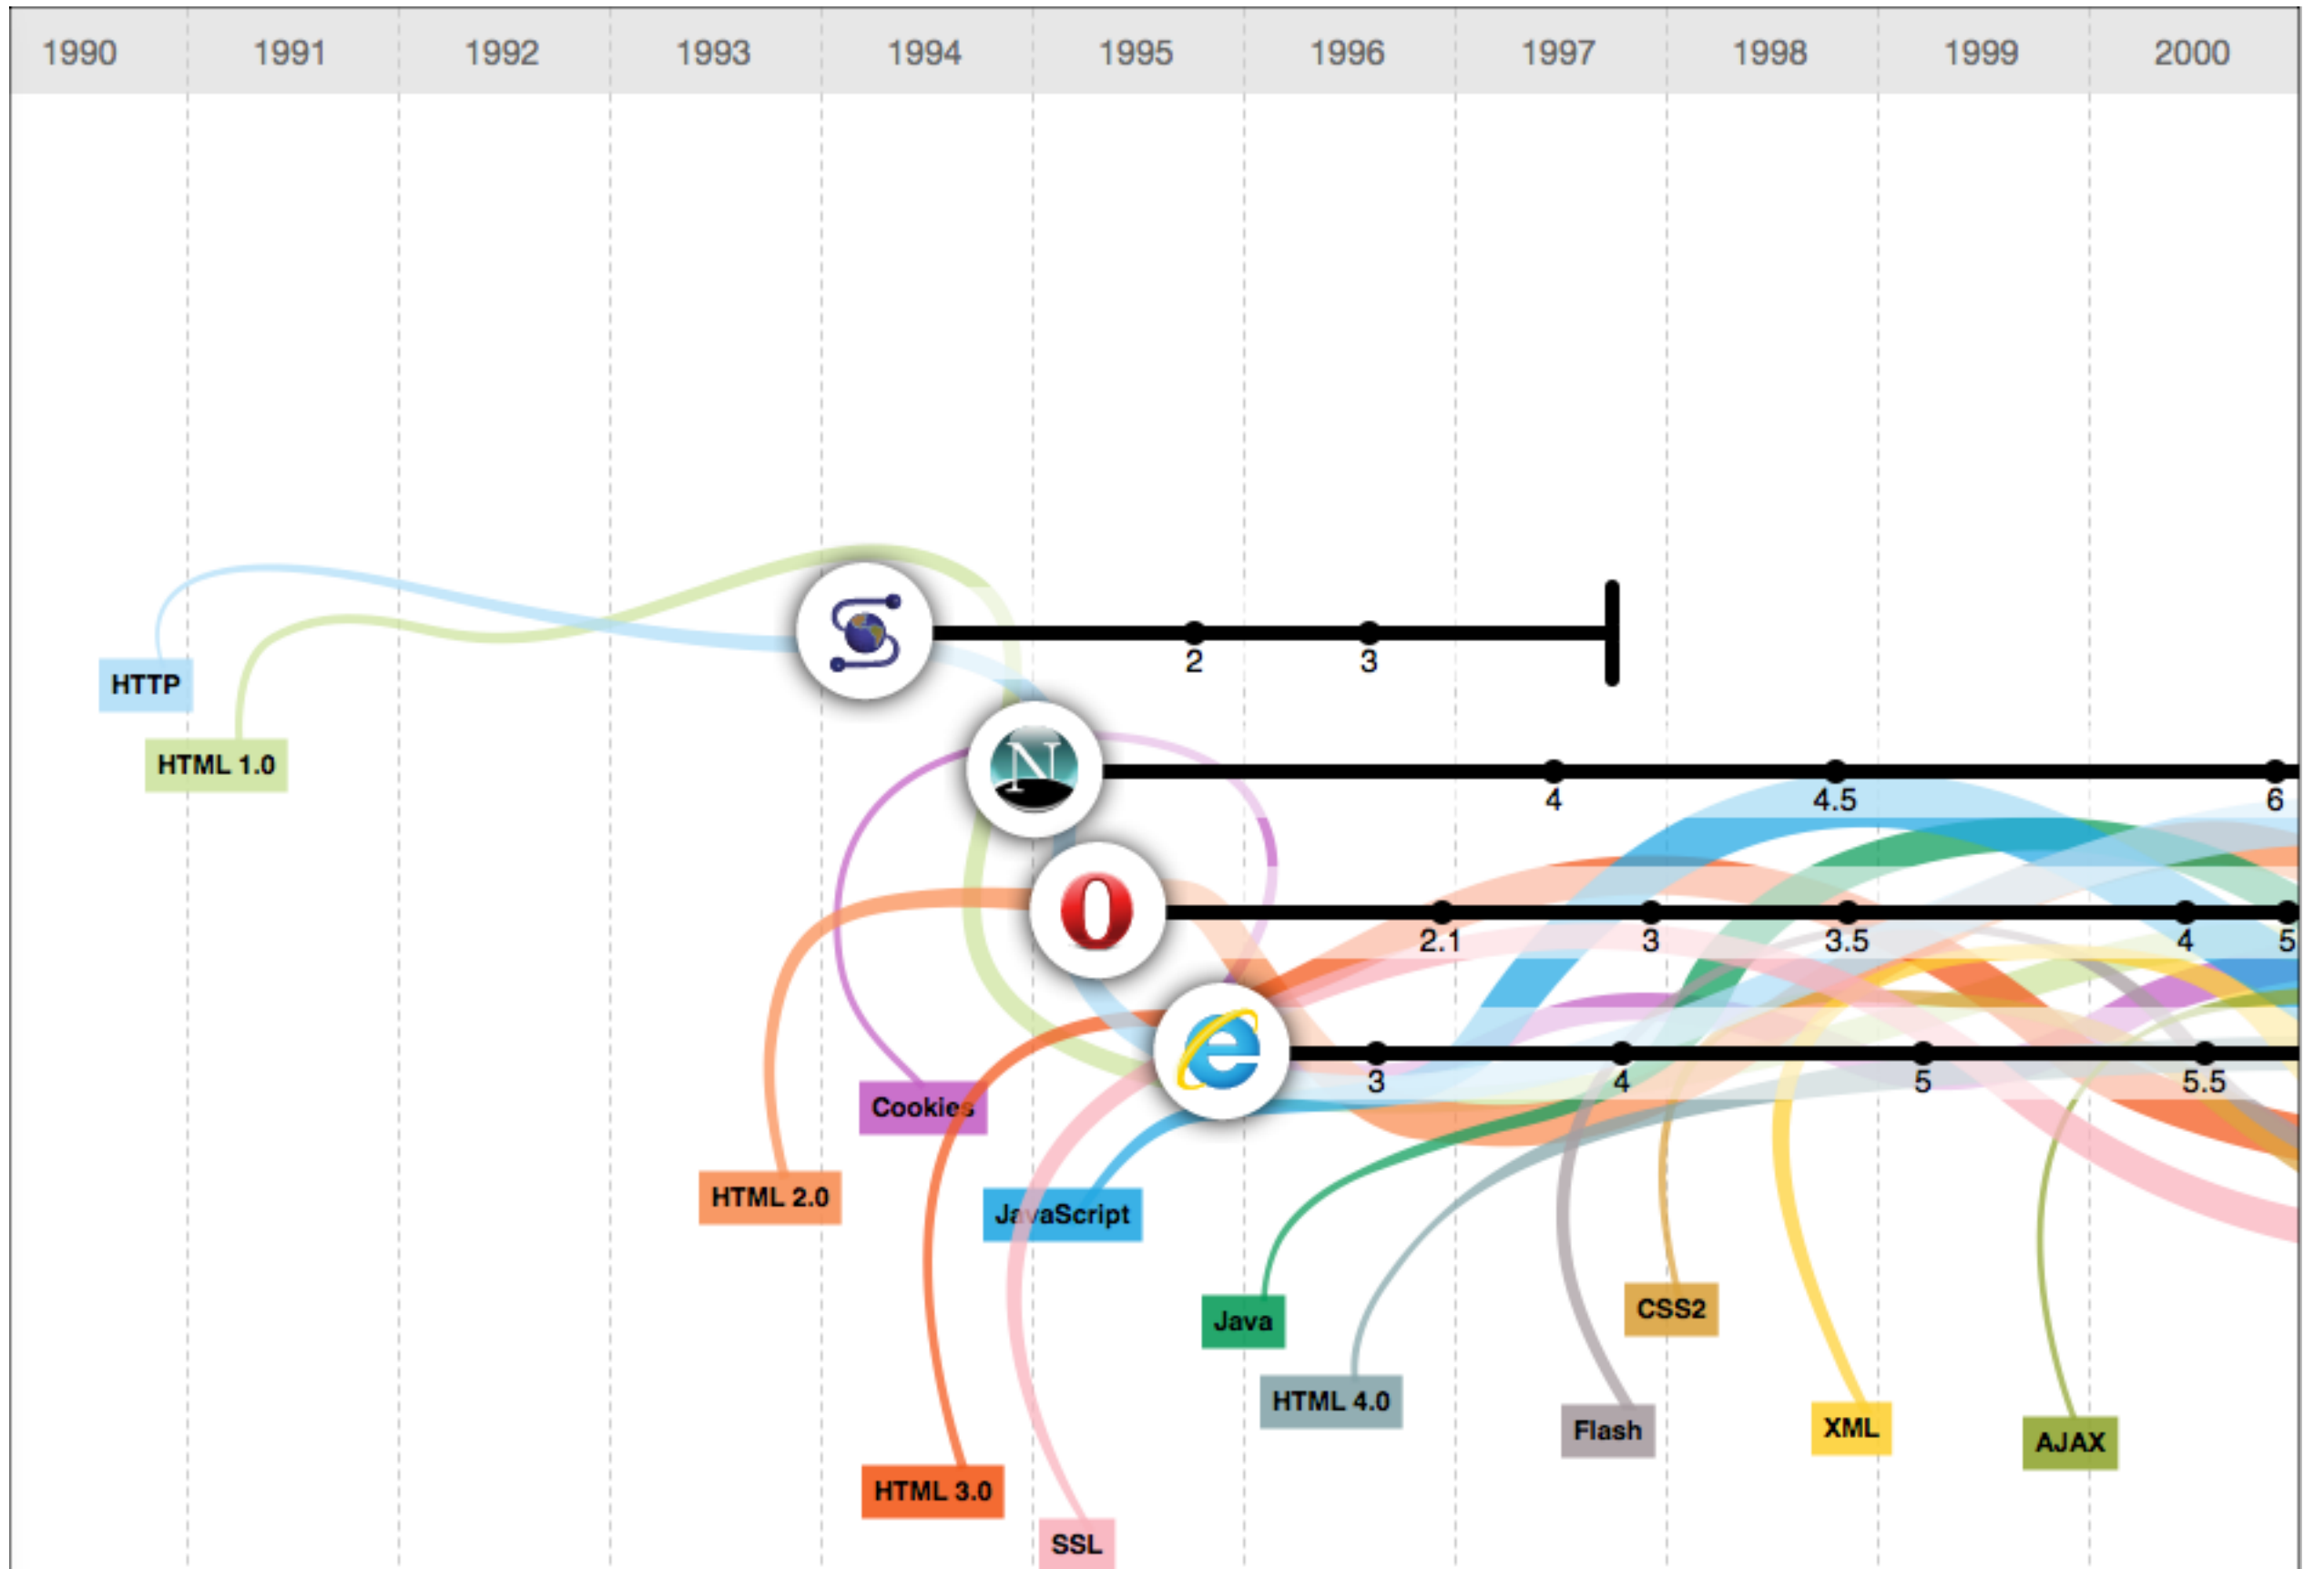 1990 1991 1992 1993 1994 1995 1996 1997 1998 1999 2000
2 3
HTTP
HTML 1.0
N
4 4.5 6
O
2.1 3 3.5 4 5
e
3 4 5 5.5
Cookies
HTML 2.0
JavaScript
Java
CSS2
HTML 4.0
Flash
XML
AJAX
HTML 3.0
SSL